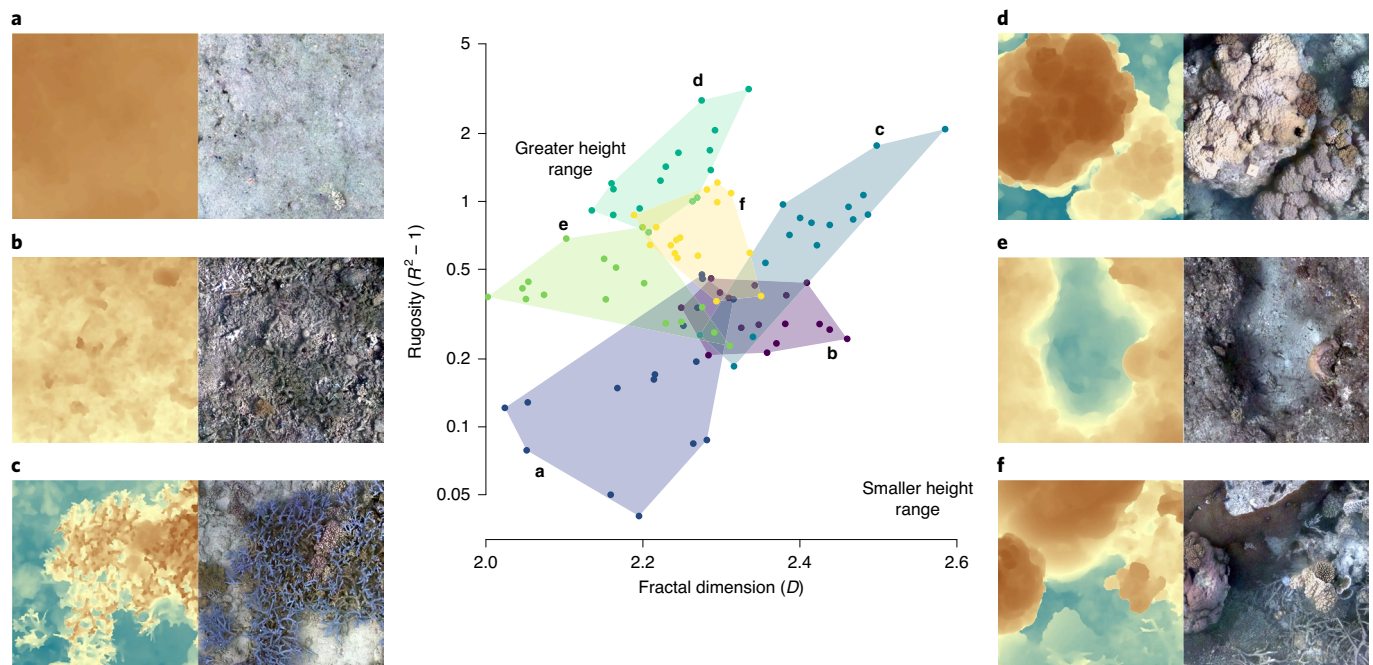 a
b
c
5
2
1
0.5
0.2
0.1
0.05
Rugosity (R² − 1)
d
Greater height
range
c
f
e
b
a
Smaller height
range
2.0
2.2
2.4
2.6
Fractal dimension (D)
d
e
f